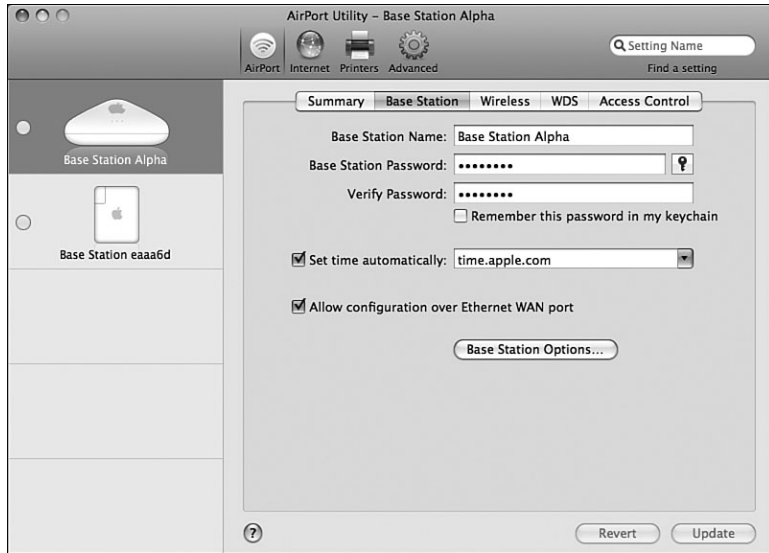 AirPort Utility – Base Station Alpha
AirPort Internet Printers Advanced
Setting Name
Find a setting
Base Station Alpha
Base Station eaaa6d
Summary Base Station Wireless WDS Access Control
Base Station Name: Base Station Alpha
Base Station Password: ••••••••
Verify Password: ••••••••
Remember this password in my keychain
Set time automatically: time.apple.com
Allow configuration over Ethernet WAN port
Base Station Options...
?
Revert Update